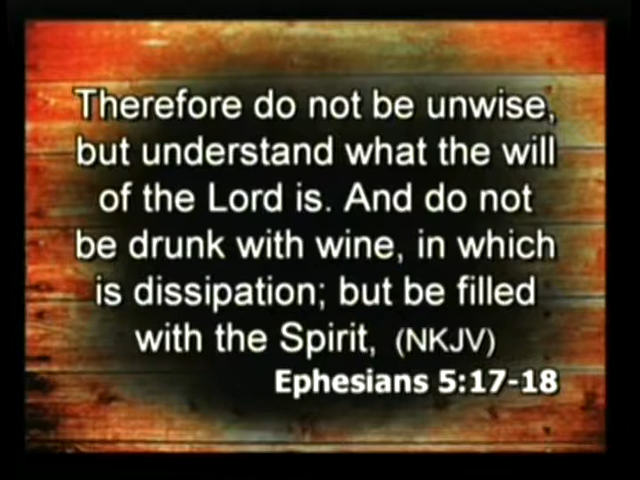 Therefore do not be unwise,
but understand what the will
of the Lord is. And do not
be drunk with wine, in which
is dissipation; but be filled
with the Spirit, (NKJV)
Ephesians 5:17-18